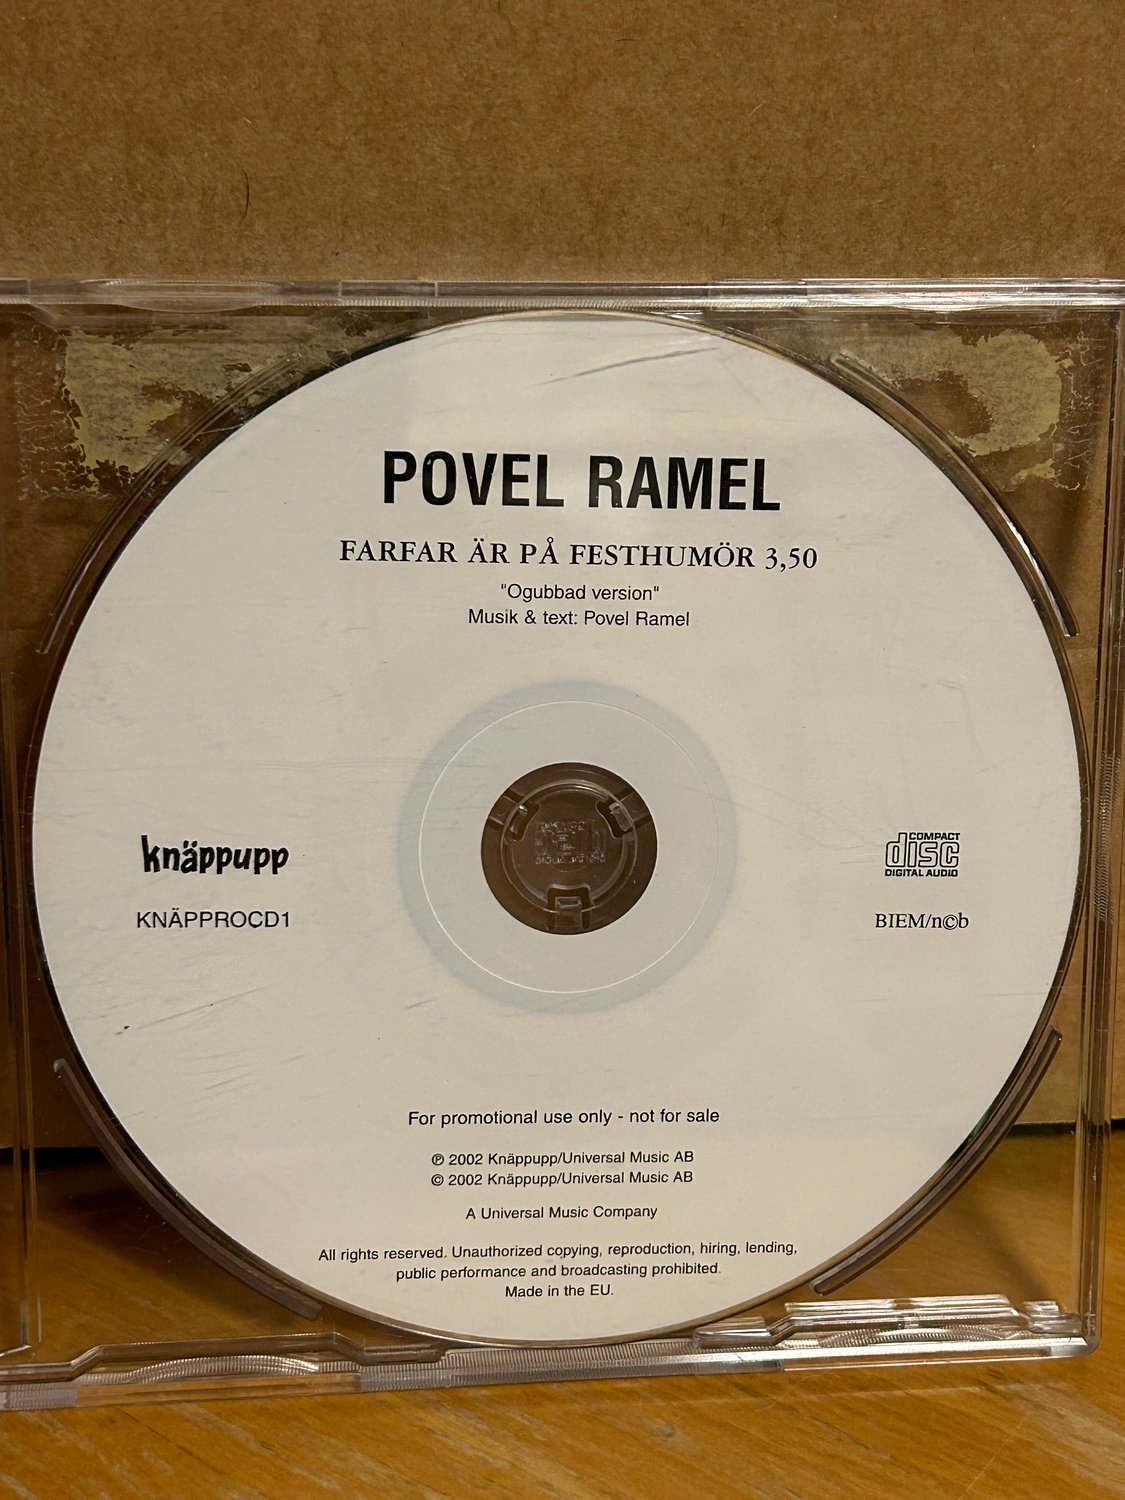 POVEL RAMEL
FARFAR ÄR PÅ FESTHUMÖR 3,50
"Ogubbad version"
Musik & text: Povel Ramel
knäppupp
KNÄPPROCD1
COMPACT
disc
DIGITAL AUDIO
BIEM/n©b
For promotional use only - not for sale
℗ 2002 Knäppupp/Universal Music AB
© 2002 Knäppupp/Universal Music AB
A Universal Music Company
All rights reserved. Unauthorized copying, reproduction, hiring, lending,
public performance and broadcasting prohibited.
Made in the EU.